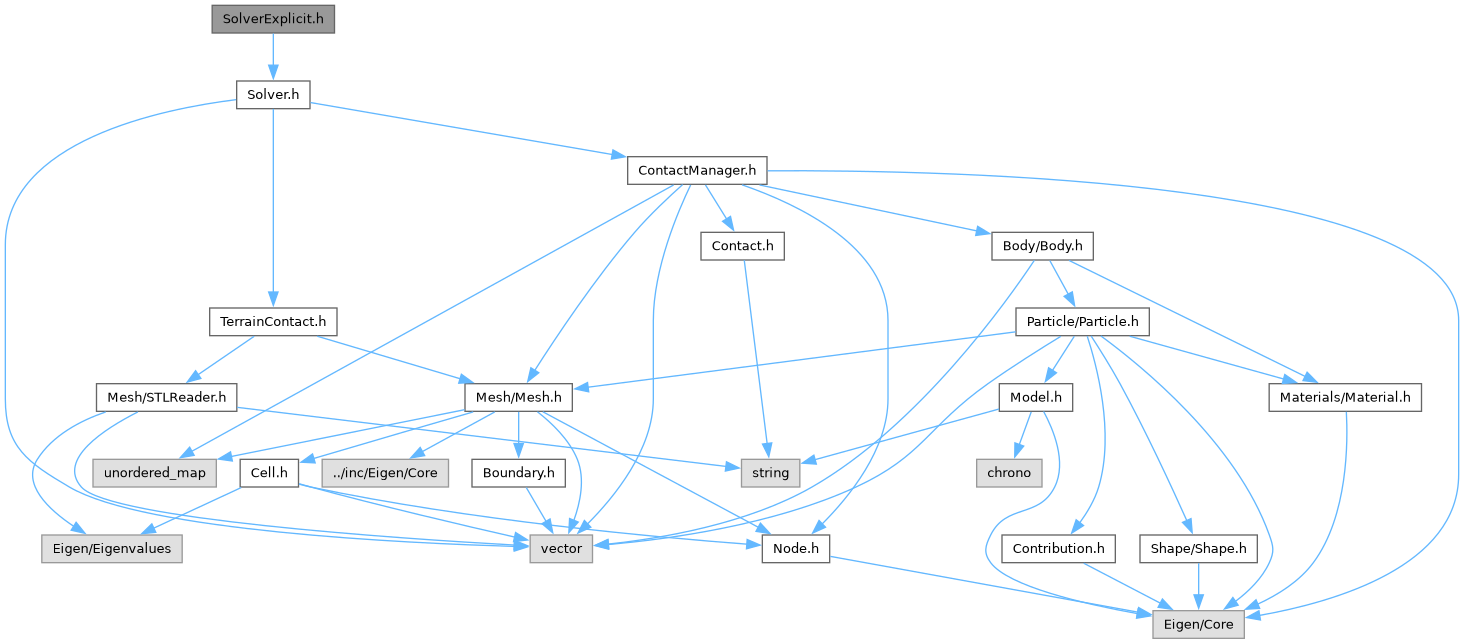 SolverExplicit.h
Solver.h
ContactManager.h
Contact.h
Body/Body.h
TerrainContact.h
Particle/Particle.h
Mesh/STLReader.h
Mesh/Mesh.h
Model.h
Materials/Material.h
unordered_map
Cell.h
../inc/Eigen/Core
Boundary.h
string
chrono
Eigen/Eigenvalues
vector
Node.h
Contribution.h
Shape/Shape.h
Eigen/Core